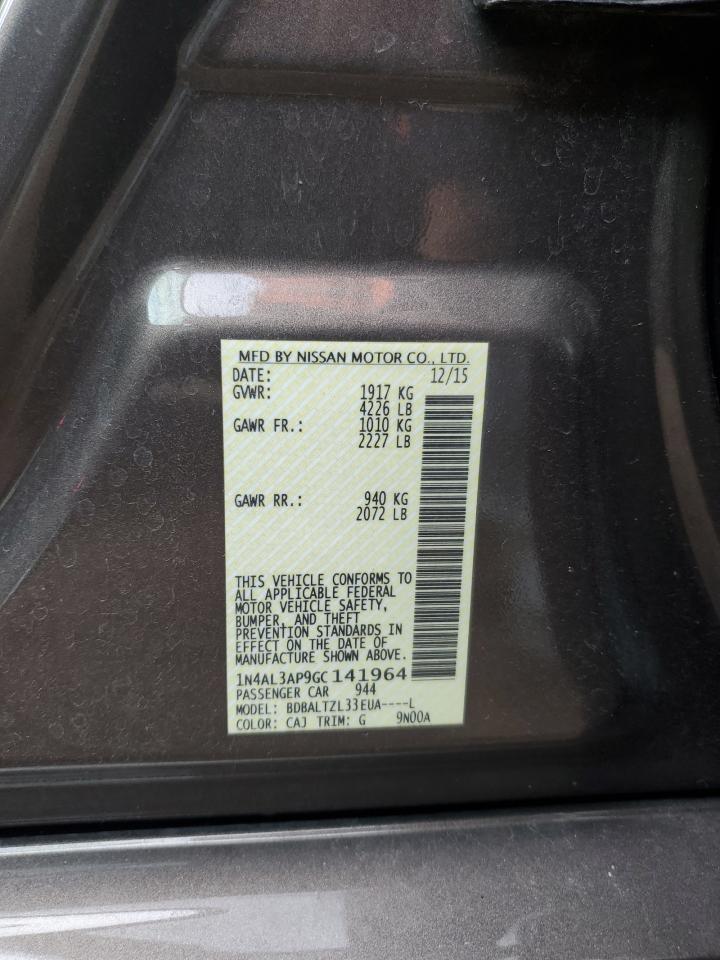 MFD BY NISSAN MOTOR CO., LTD.
DATE: 12/15
GVWR: 1917 KG
4226 LB
GAWR FR.: 1010 KG
2227 LB
GAWR RR.: 940 KG
2072 LB
THIS VEHICLE CONFORMS TO
ALL APPLICABLE FEDERAL
MOTOR VEHICLE SAFETY,
BUMPER, AND THEFT
PREVENTION STANDARDS IN
EFFECT ON THE DATE OF
MANUFACTURE SHOWN ABOVE.
1N4AL3AP9GC141964
PASSENGER CAR 944
MODEL: BDBALTZL33EUA----L
COLOR: CAJ TRIM: G 9N00A